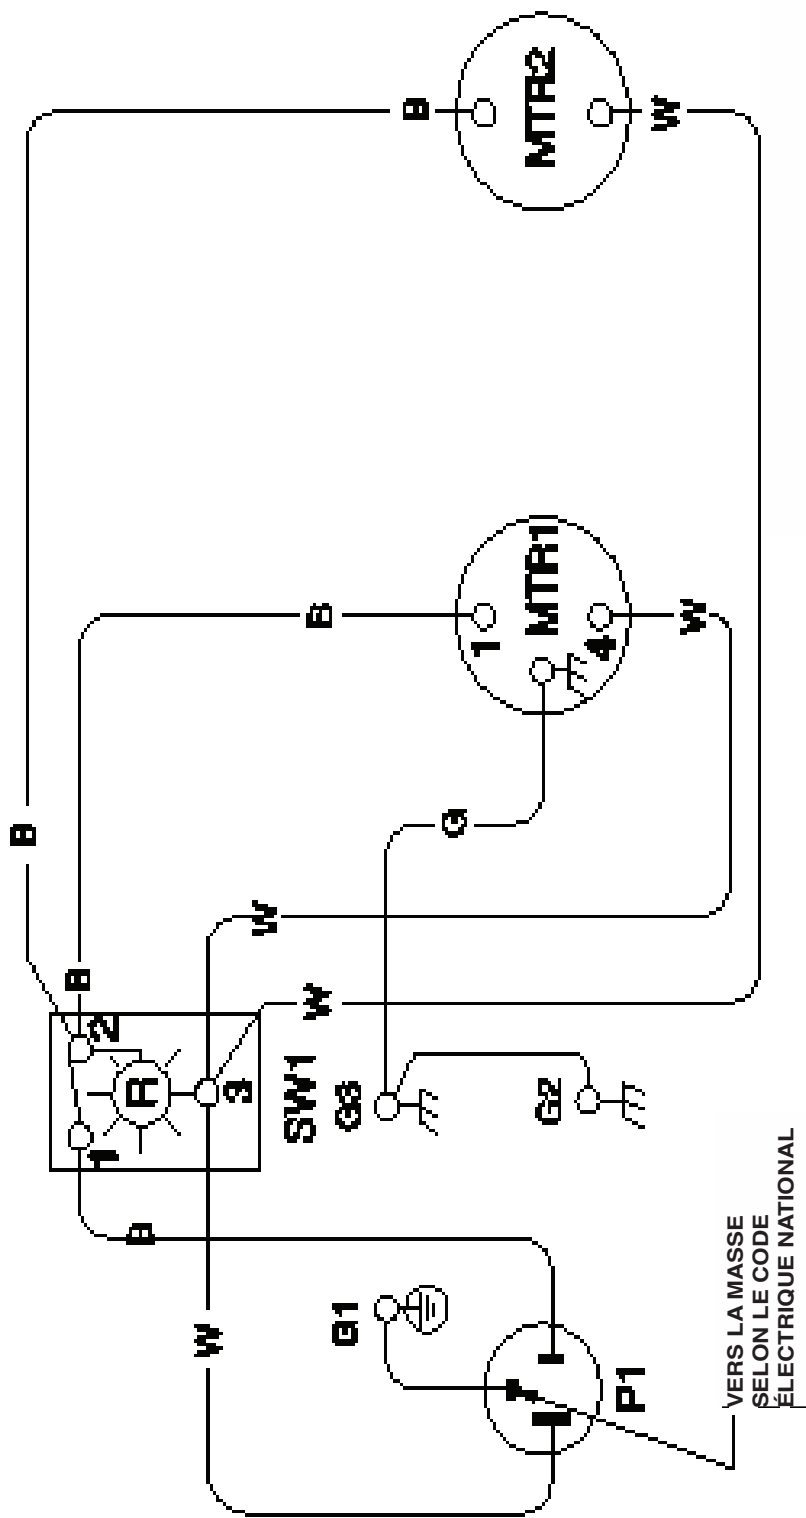 B
B
1 2
B R
W
3
W
SW1
W B
G1 G3
B
G
1
G2 MTR1 MTR2
4
P1
W
W
VERS LA MASSE
SELON LE CODE
ÉLECTRIQUE NATIONAL